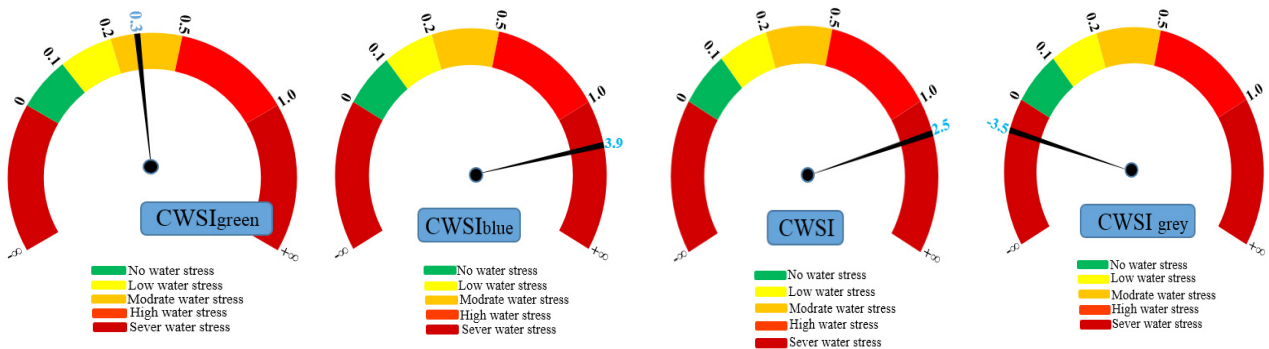 0.3
0.2
0.5
0.1
0
1.0
-∞
+∞
CWSIgreen
No water stress
Low water stress
Modrate water stress
High water stress
Sever water stress
0.5
0.2
0.1
0
1.0
3.9
-∞
+∞
CWSIblue
No water stress
Low water stress
Modrate water stress
High water stress
Sever water stress
0.5
0.2
0.1
0
1.0
2.5
-∞
+∞
CWSI
No water stress
Low water stress
Modrate water stress
High water stress
Sever water stress
0.5
0.2
0.1
0
1.0
-3.5
-∞
+∞
CWSI grey
No water stress
Low water stress
Modrate water stress
High water stress
Sever water stress